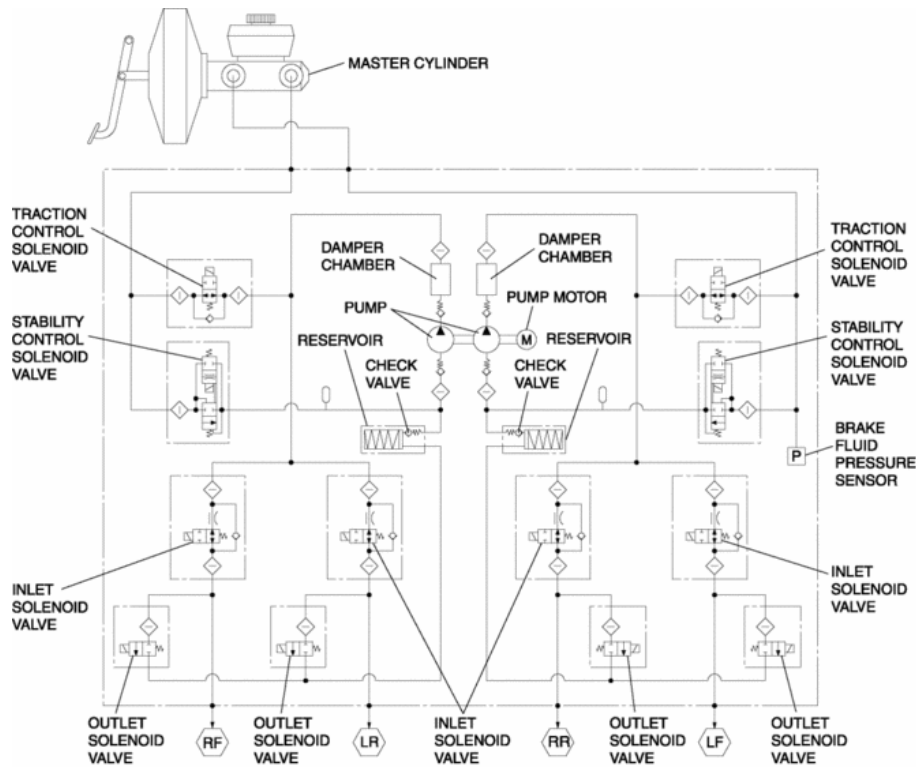 MASTER CYLINDER
TRACTION
CONTROL
SOLENOID
VALVE
STABILITY
CONTROL
SOLENOID
VALVE
DAMPER
CHAMBER
PUMP
RESERVOIR
CHECK
VALVE
DAMPER
CHAMBER
PUMP MOTOR
M
RESERVOIR
CHECK
VALVE
TRACTION
CONTROL
SOLENOID
VALVE
STABILITY
CONTROL
SOLENOID
VALVE
P
BRAKE
FLUID
PRESSURE
SENSOR
INLET
SOLENOID
VALVE
INLET
SOLENOID
VALVE
OUTLET
SOLENOID
VALVE
RF
OUTLET
SOLENOID
VALVE
LR
INLET
SOLENOID
VALVE
RR
OUTLET
SOLENOID
VALVE
LF
OUTLET
SOLENOID
VALVE